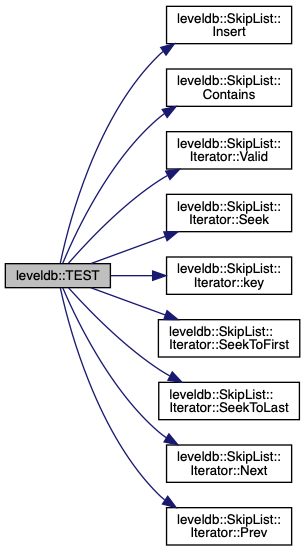 leveldb::SkipList::
Insert
leveldb::SkipList::
Contains
leveldb::SkipList::
Iterator::Valid
leveldb::SkipList::
Iterator::Seek
leveldb::TEST
leveldb::SkipList::
Iterator::key
leveldb::SkipList::
Iterator::SeekToFirst
leveldb::SkipList::
Iterator::SeekToLast
leveldb::SkipList::
Iterator::Next
leveldb::SkipList::
Iterator::Prev